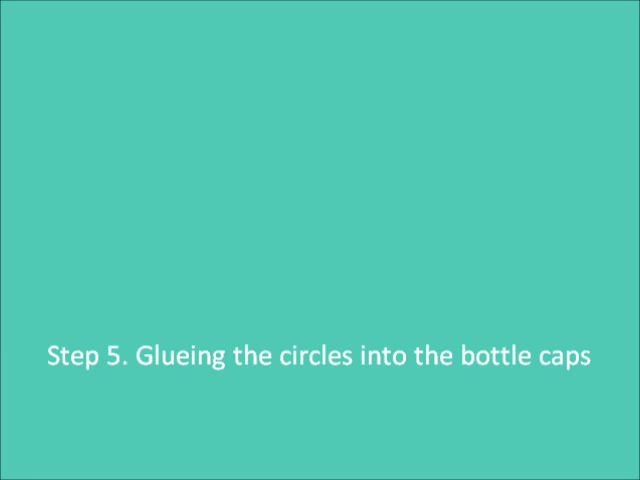 Step 5. Glueing the circles into the bottle caps